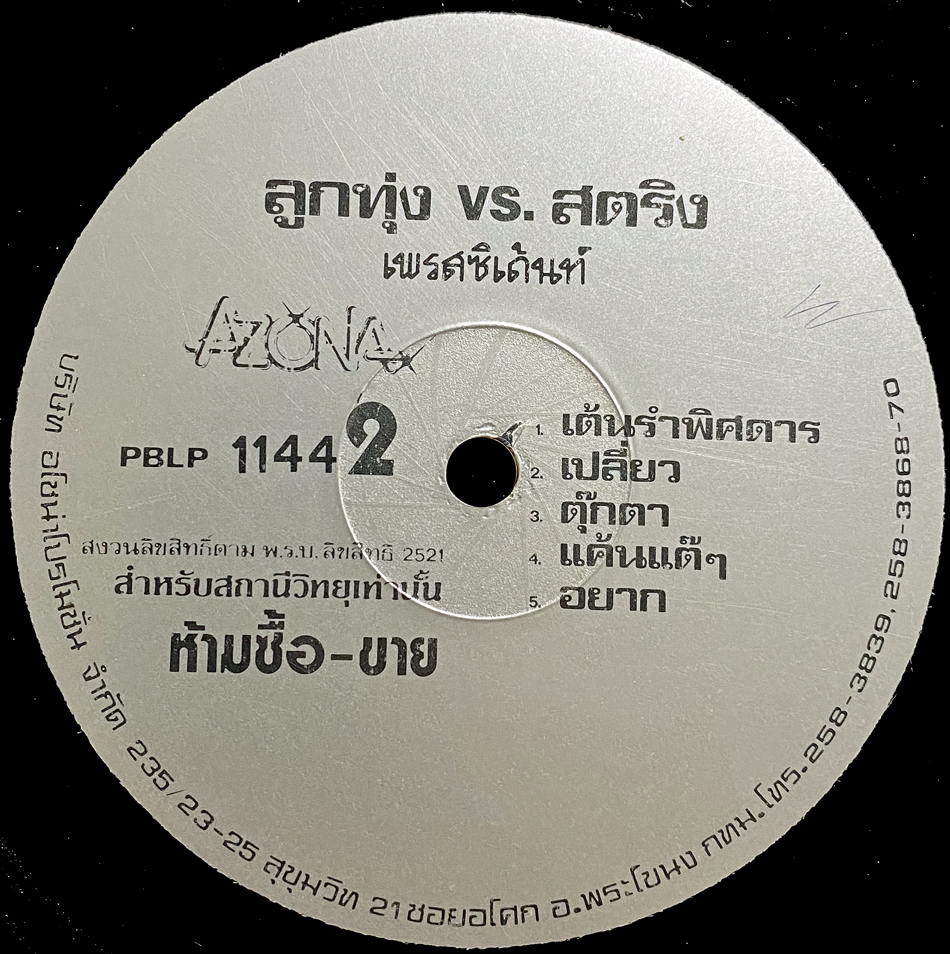 ลูกทุ่ง vs. สตริง
เพรสซิเด้นท์
AZONA
PBLP 1144 2
สงวนลิขสิทธิ์ตาม พ.ร.บ. ลิขสิทธิ์ 2521
สำหรับสถานีวิทยุเท่านั้น
ห้ามซื้อ-ขาย
1. เต้นรำพิศดาร
2. เปลี่ยว
3. ตุ๊กตา
4. แค้นแต๊ๆ
5. อยาก
บริษัท อโซน่าโปรโมชั่น จำกัด 235/23-25 สุขุมวิท 21 ซอยอโศก อ.พระโขนง กทม. โทร. 258-3839, 258-3868-70